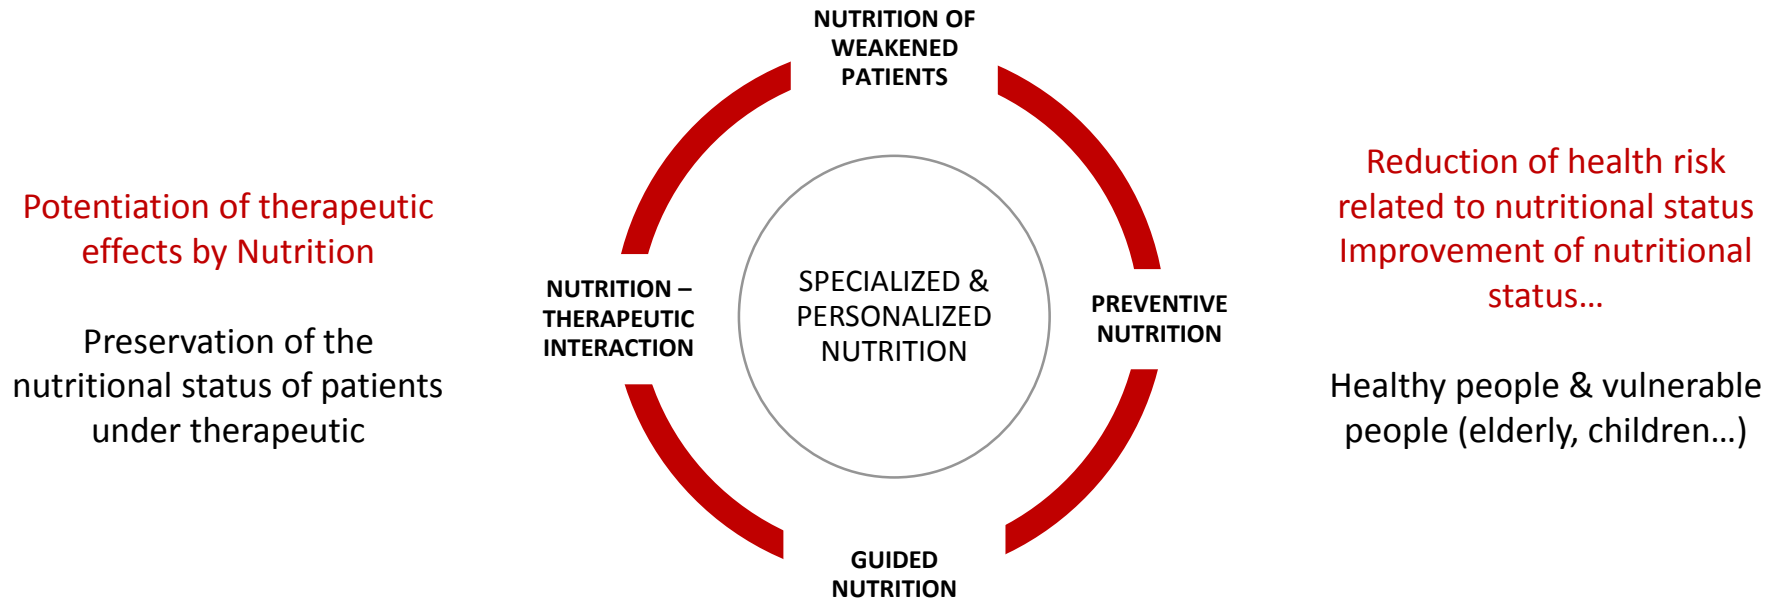 NUTRITION OF
WEAKENED
PATIENTS
Potentiation of therapeutic
effects by Nutrition
Preservation of the
nutritional status of patients
under therapeutic
NUTRITION –
THERAPEUTIC
INTERACTION
SPECIALIZED &
PERSONALIZED
NUTRITION
PREVENTIVE
NUTRITION
Reduction of health risk
related to nutritional status
Improvement of nutritional
status...
Healthy people & vulnerable
people (elderly, children...)
GUIDED
NUTRITION